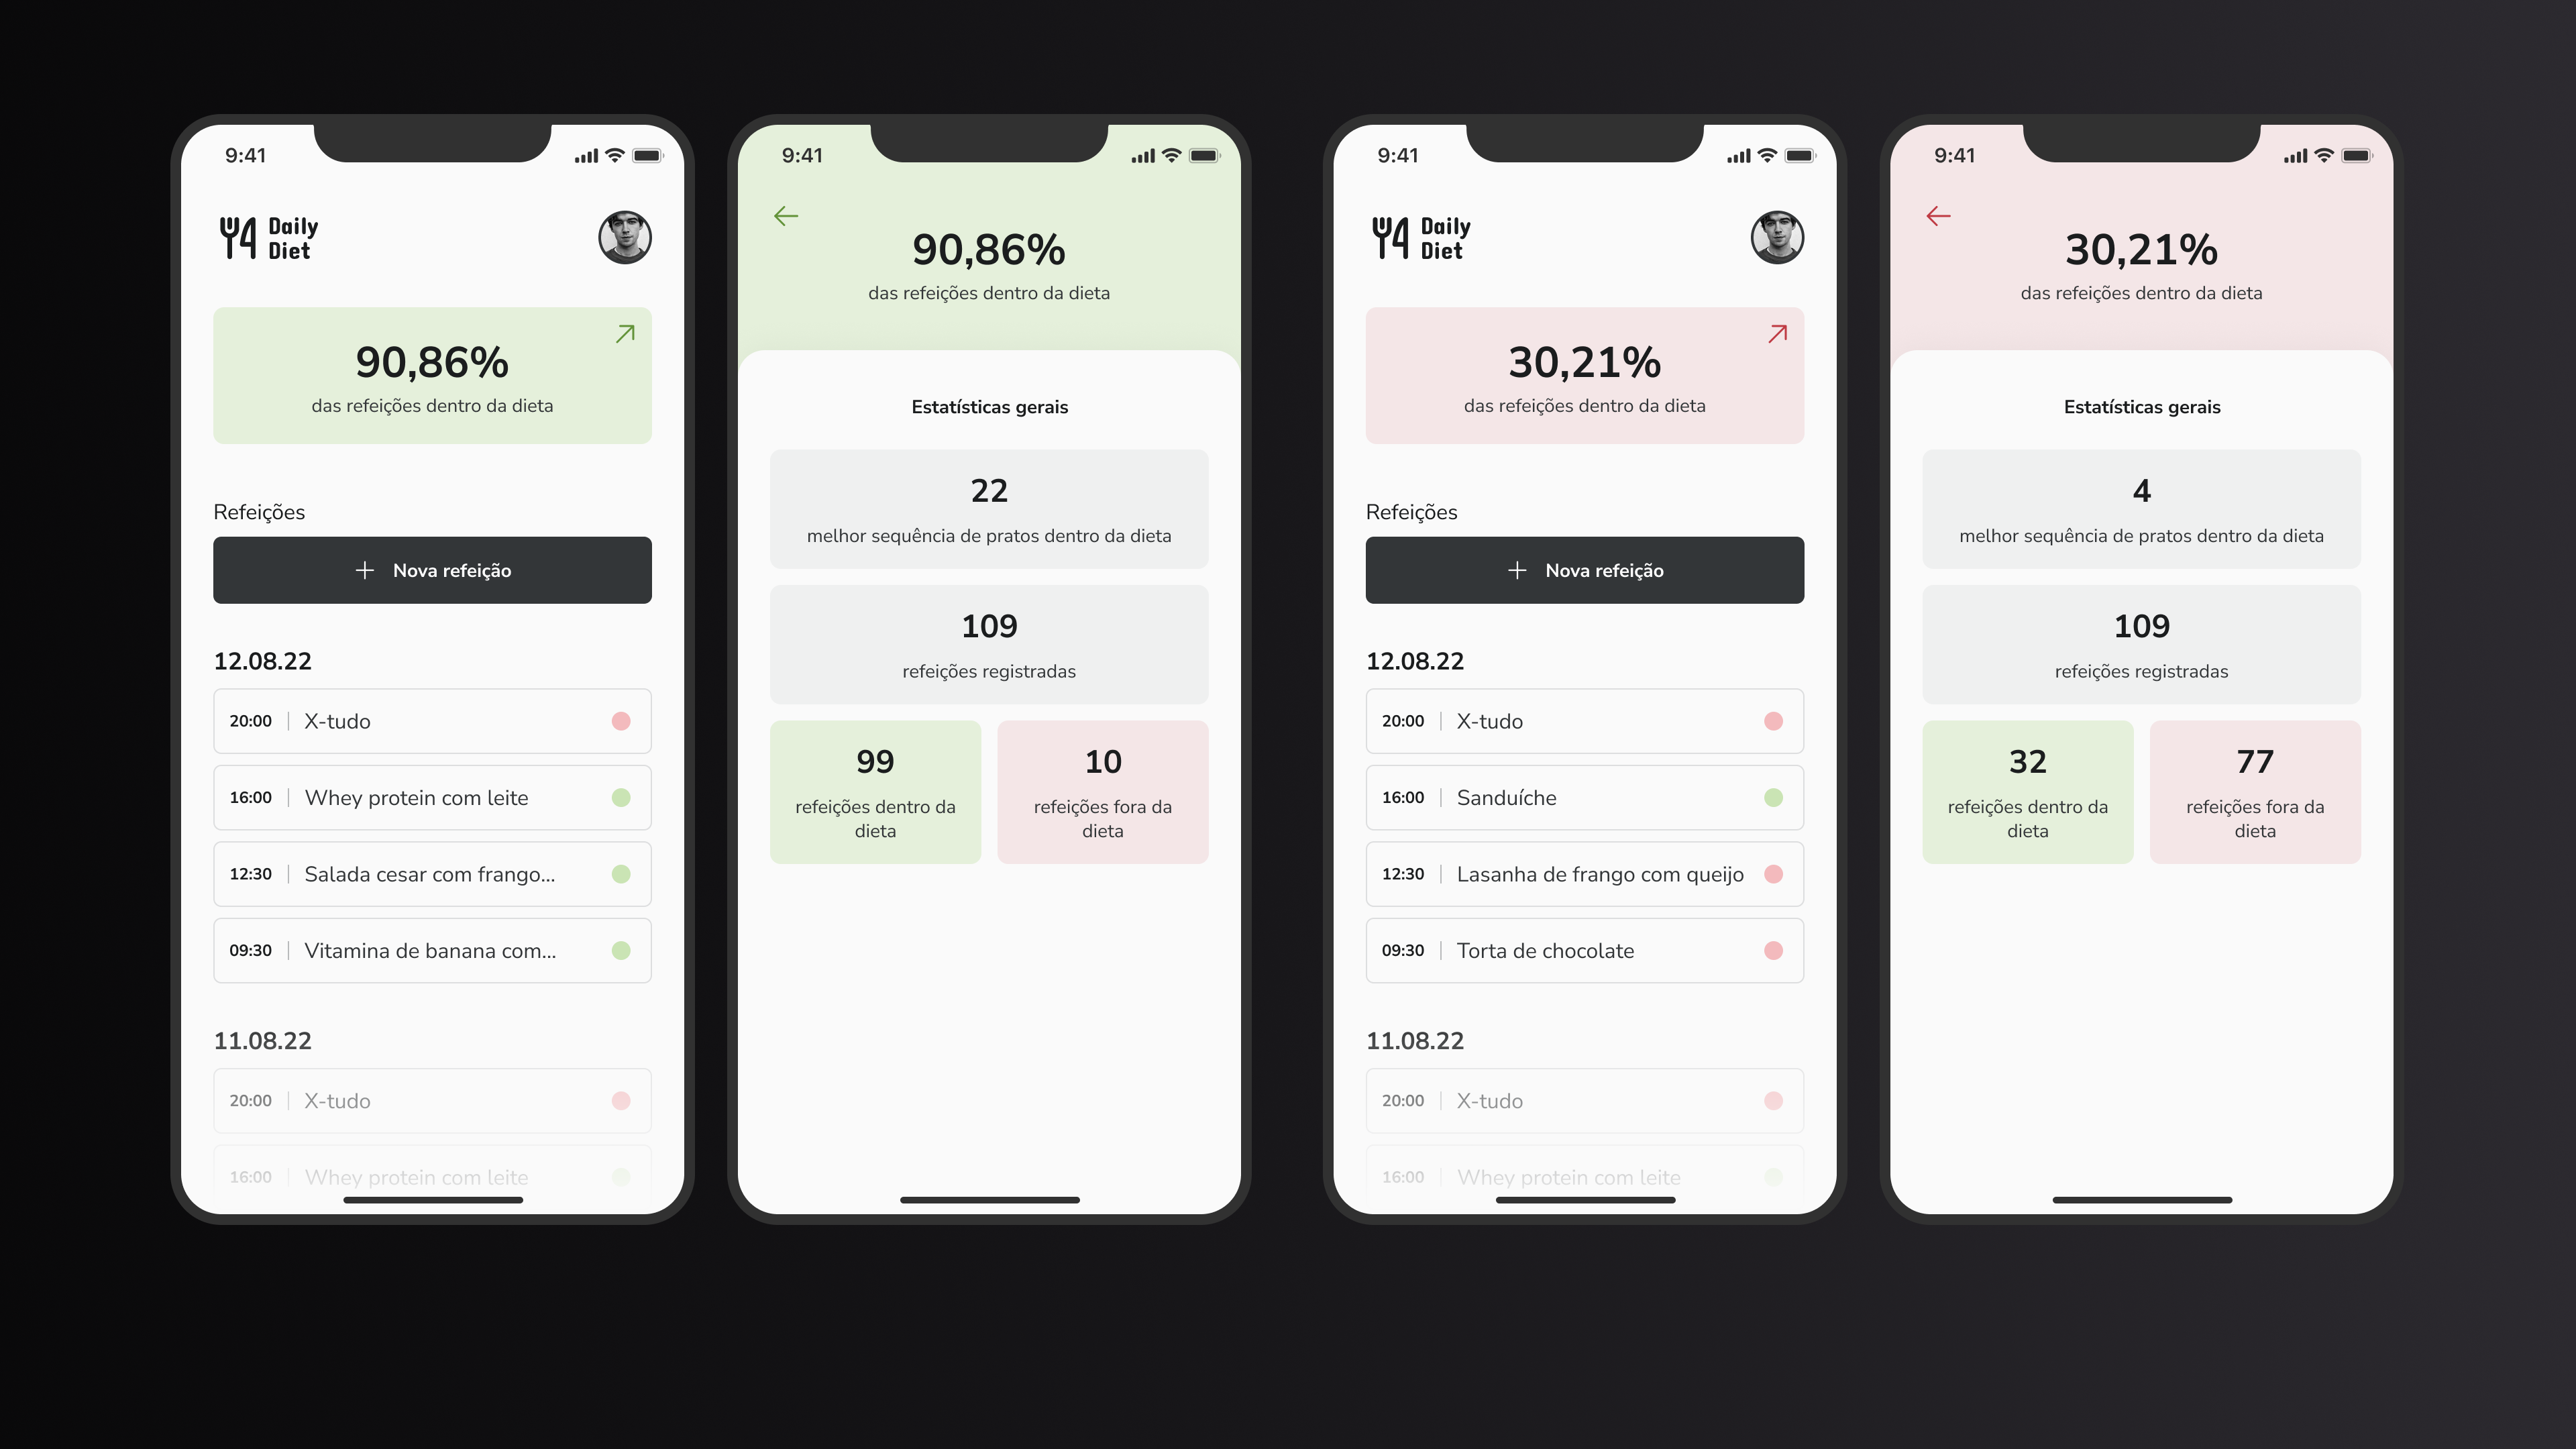 9:41
Daily
Diet
90,86%
das refeições dentro da dieta
Refeições
Nova refeição
12.08.22
20:00 X-tudo
16:00 Whey protein com leite
12:30 Salada cesar com frango...
09:30 Vitamina de banana com...
11.08.22
20:00 X-tudo
16:00 Whey protein com leite
9:41
90,86%
das refeições dentro da dieta
Estatísticas gerais
22
melhor sequência de pratos dentro da dieta
109
refeições registradas
99
refeições dentro da
dieta
10
refeições fora da
dieta
9:41
Daily
Diet
30,21%
das refeições dentro da dieta
Refeições
Nova refeição
12.08.22
20:00 X-tudo
16:00 Sanduíche
12:30 Lasanha de frango com queijo
09:30 Torta de chocolate
11.08.22
20:00 X-tudo
16:00 Whey protein com leite
9:41
30,21%
das refeições dentro da dieta
Estatísticas gerais
4
melhor sequência de pratos dentro da dieta
109
refeições registradas
32
refeições dentro da
dieta
77
refeições fora da
dieta